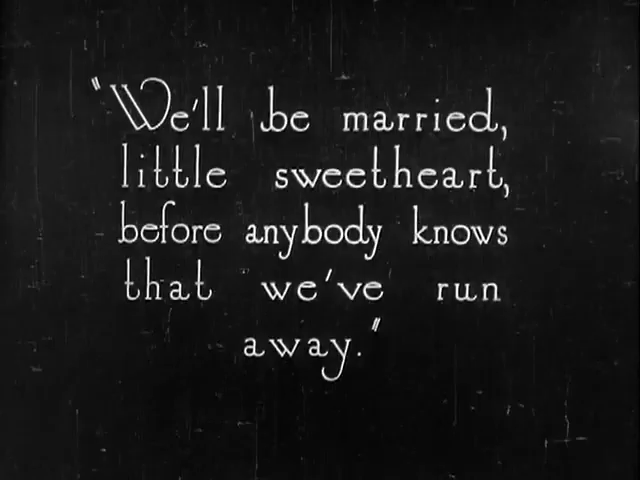 "We'll be married,
little sweetheart,
before anybody knows
that we've run
away."